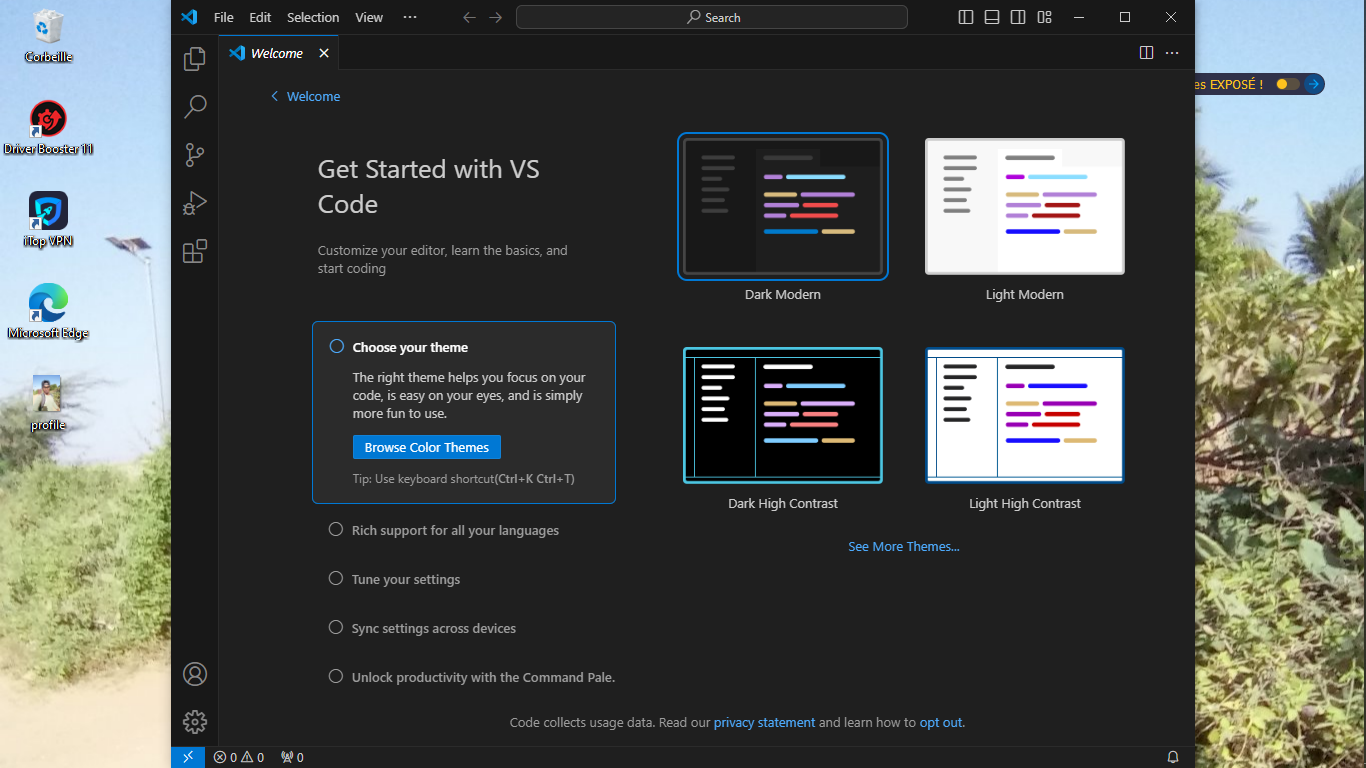 Corbeille
Driver Booster 11
iTop VPN
Microsoft Edge
profile
File Edit Selection View ···
Search
Welcome
Welcome
Get Started with VS
Code
Customize your editor, learn the basics, and
start coding
Choose your theme
The right theme helps you focus on your
code, is easy on your eyes, and is simply
more fun to use.
Browse Color Themes
Tip: Use keyboard shortcut(Ctrl+K Ctrl+T)
Rich support for all your languages
Tune your settings
Sync settings across devices
Unlock productivity with the Command Pale.
Dark Modern
Light Modern
Dark High Contrast
Light High Contrast
See More Themes...
Code collects usage data. Read our privacy statement and learn how to opt out.
0 0 0
es EXPOSÉ !